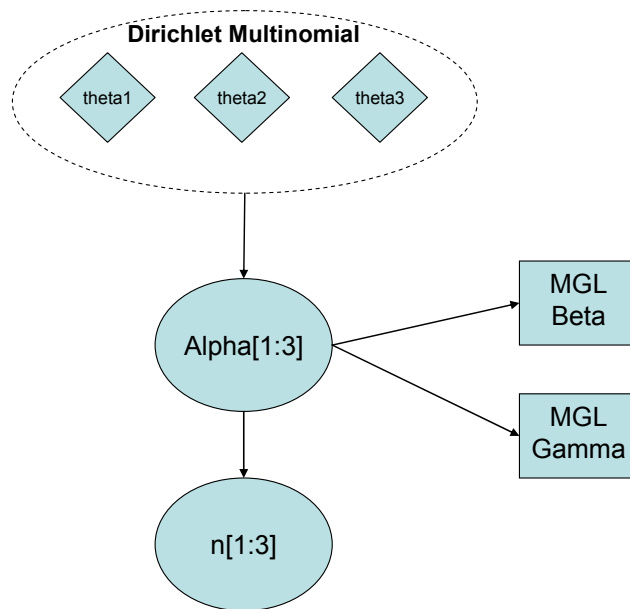 Dirichlet Multinomial
theta1
theta2
theta3
Alpha[1:3]
MGL
Beta
MGL
Gamma
n[1:3]